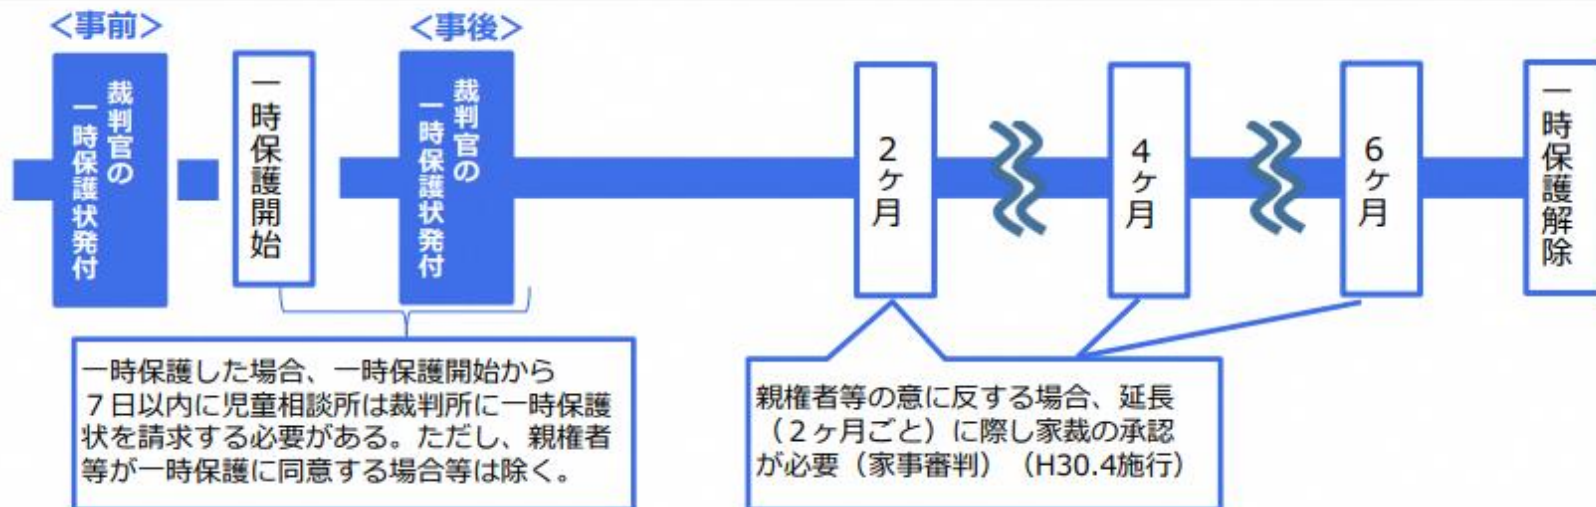 ＜事前＞
裁判官の
一時保護状発付
一時保護開始
＜事後＞
裁判官の
一時保護状発付
2ヶ月
4ヶ月
6ヶ月
一時保護解除
一時保護した場合、一時保護開始から
７日以内に児童相談所は裁判所に一時保護
状を請求する必要がある。ただし、親権者
等が一時保護に同意する場合等は除く。
親権者等の意に反する場合、延長
（２ヶ月ごと）に際し家裁の承認
が必要（家事審判）（H30.4施行）